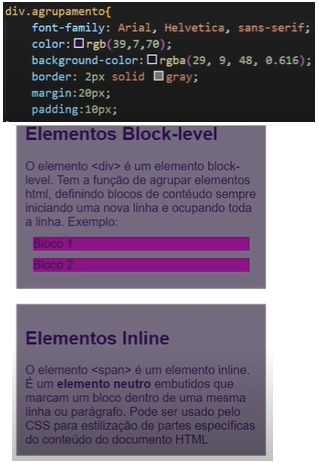 div.agrupamento{
font-family: Arial, Helvetica, sans-serif;
color: rgb(39,7,70);
background-color: rgba(29, 9, 48, 0.616);
border: 2px solid gray;
margin:20px;
padding:10px;
Elementos Block-level
O elemento <div> é um elemento block-
level. Tem a função de agrupar elementos
html, definindo blocos de contéudo sempre
iniciando uma nova linha e ocupando toda
a linha. Exemplo:
Bloco 1
Bloco 2
Elementos Inline
O elemento <span> é um elemento inline.
É um elemento neutro embutidos que
marcam um bloco dentro de uma mesma
linha ou parágrafo. Pode ser usado pelo
CSS para estilização de partes específicas
do conteúdo do documento HTML